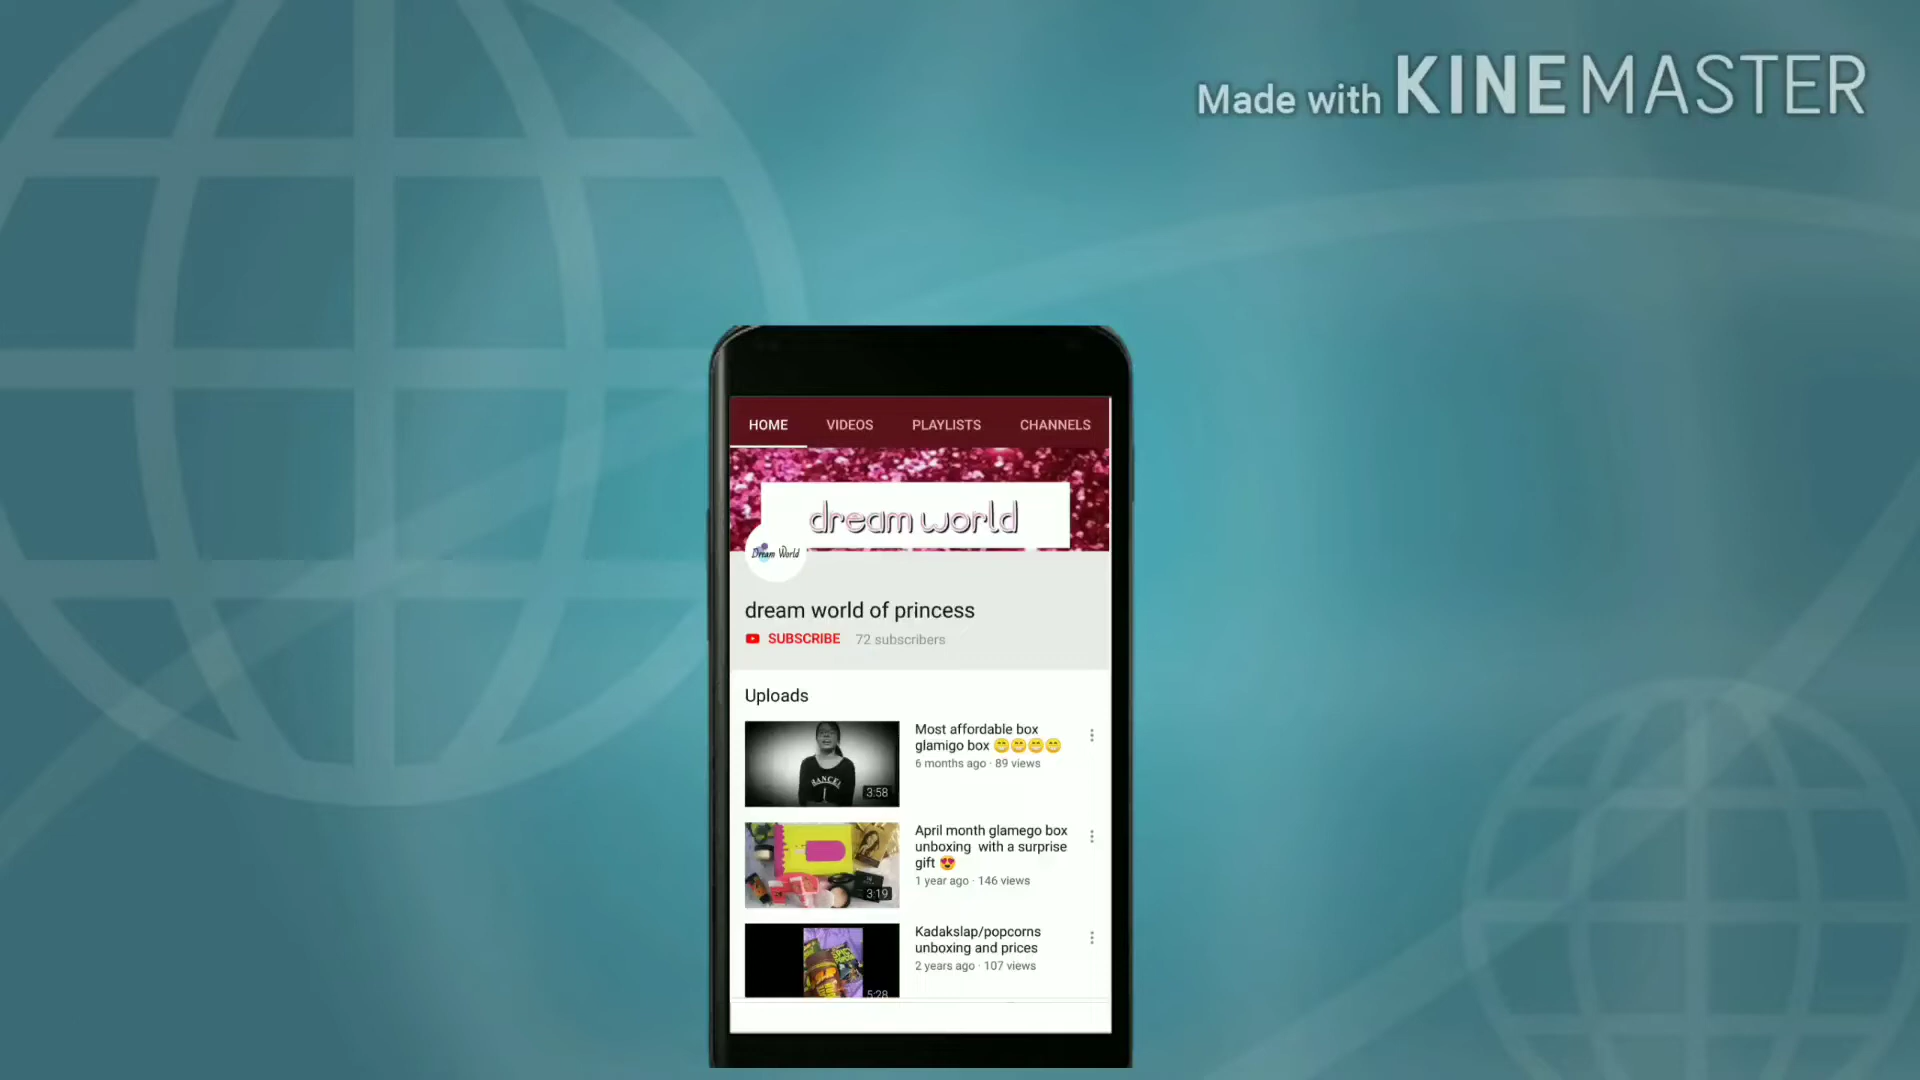 Made with KINEMASTER
HOME VIDEOS PLAYLISTS CHANNELS
dream world
Dream World
dream world of princess
SUBSCRIBE 72 subscribers
Uploads
Most affordable box
glamigo box 😁😁😁😁
6 months ago · 89 views
3:58
April month glamego box
unboxing with a surprise
gift 😍
1 year ago · 146 views
3:19
Kadakslap/popcorns
unboxing and prices
2 years ago · 107 views
5:28